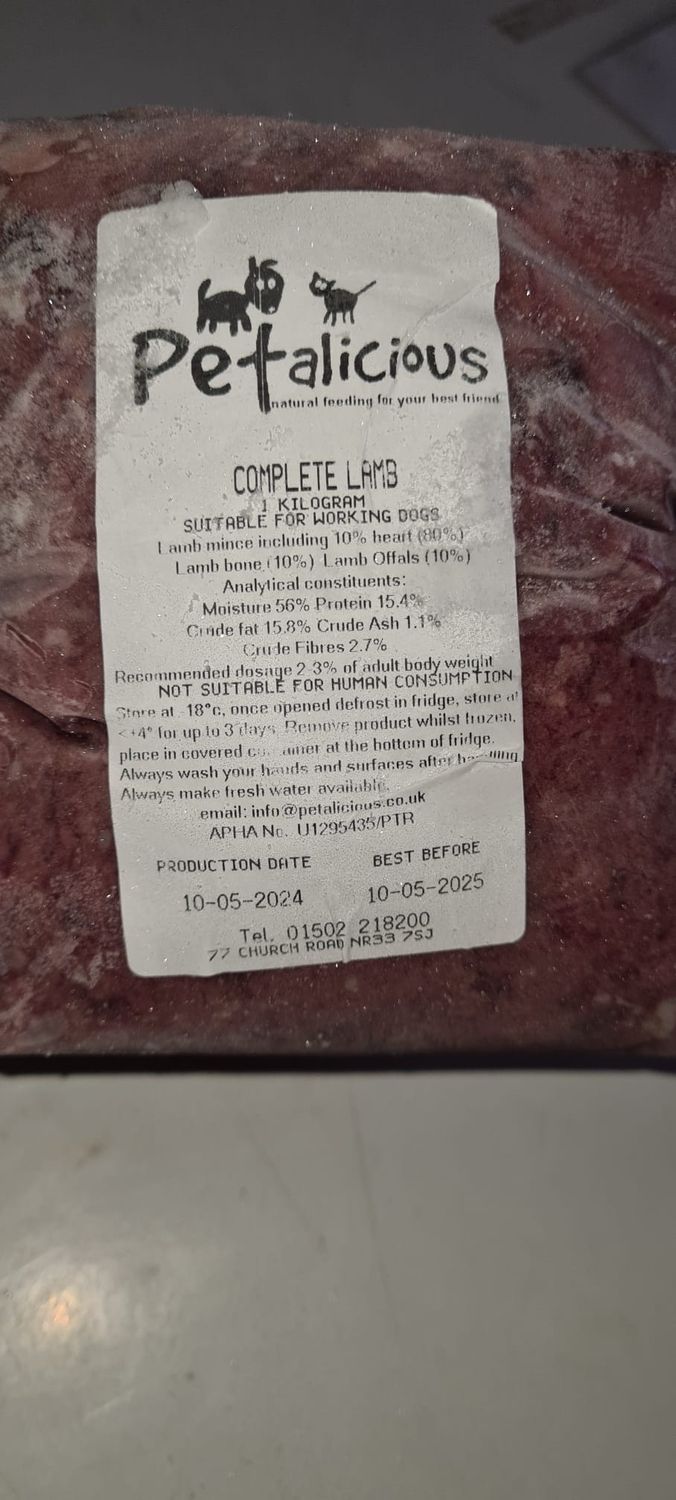 Petalicious
natural feeding for your best friend
COMPLETE LAMB
1 KILOGRAM
SUITABLE FOR WORKING DOGS
Lamb mince including 10% heart (80%)
Lamb bone (10%) Lamb Offals (10%)
Analytical constituents:
Moisture 56% Protein 15.4%
Crude fat 15.8% Crude Ash 1.1%
Crude Fibres 2.7%
Recommended dosage 2-3% of adult body weight
NOT SUITABLE FOR HUMAN CONSUMPTION
Store at -18°c, once opened defrost in fridge, store at
<+4° for up to 3 days. Remove product whilst frozen,
place in covered at the bottom of fridge.
Always wash your hands and surfaces after
Always make fresh water available.
email: info@petalicious.co.uk
APHA No. U1295435/PTR
PRODUCTION DATE BEST BEFORE
10-05-2024 10-05-2025
Tel. 01502 218200
77 CHURCH ROAD NR33 7SJ